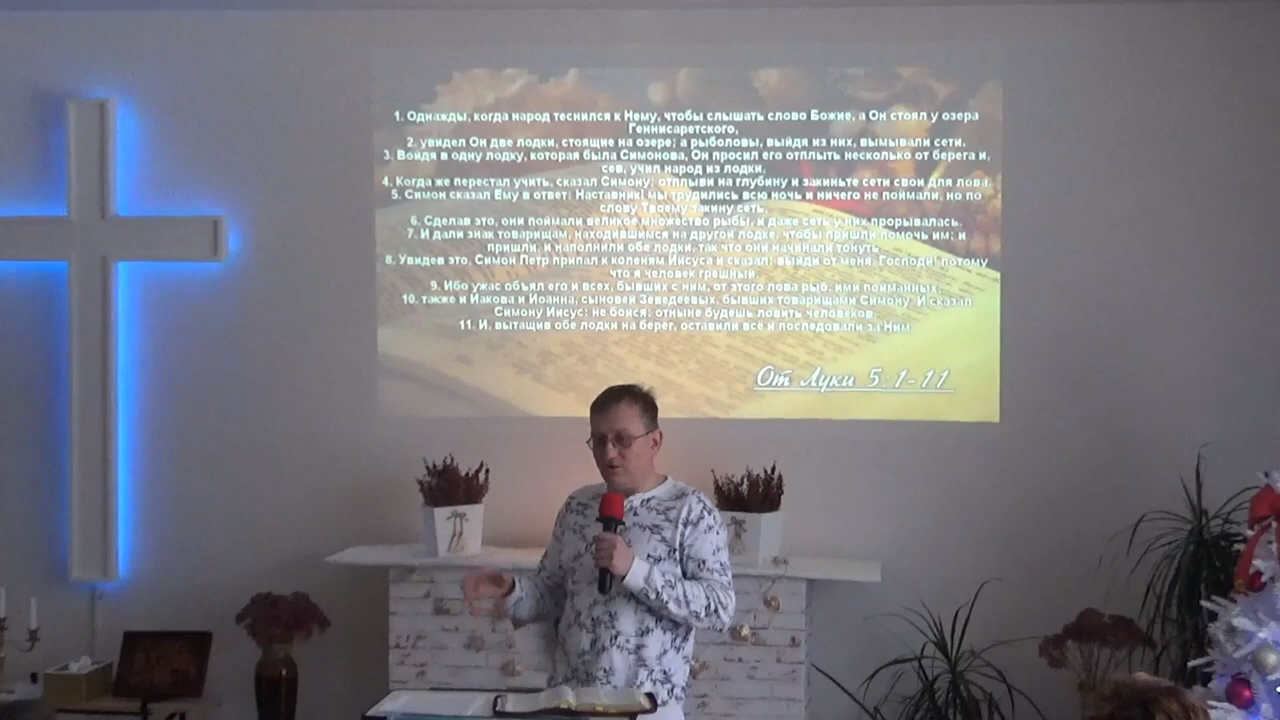 1. Однажды, когда народ теснился к Нему, чтобы слышать слово Божие, а Он стоял у озера
Геннисаретского,
2. увидел Он две лодки, стоящие на озере; а рыболовы, выйдя из них, вымывали сети.
3. Войдя в одну лодку, которая была Симонова, Он просил его отплыть несколько от берега и,
сев, учил народ из лодки.
4. Когда же перестал учить, сказал Симону: отплыви на глубину и закиньте сети свои для лова.
5. Симон сказал Ему в ответ: Наставник! мы трудились всю ночь и ничего не поймали, но по
слову Твоему закину сеть.
6. Сделав это, они поймали великое множество рыбы, и даже сеть у них прорывалась.
7. И дали знак товарищам, находившимся на другой лодке, чтобы пришли помочь им; и
пришли, и наполнили обе лодки, так что они начинали тонуть.
8. Увидев это, Симон Петр припал к коленям Иисуса и сказал: выйди от меня, Господи! потому
что я человек грешный.
9. Ибо ужас объял его и всех, бывших с ним, от этого лова рыб, ими пойманных;
10. также и Иакова и Иоанна, сыновей Зеведеевых, бывших товарищами Симону. И сказал
Симону Иисус: не бойся; отныне будешь ловить человеков.
11. И, вытащив обе лодки на берег, оставили всё и последовали за Ним.
От Луки 5:1-11